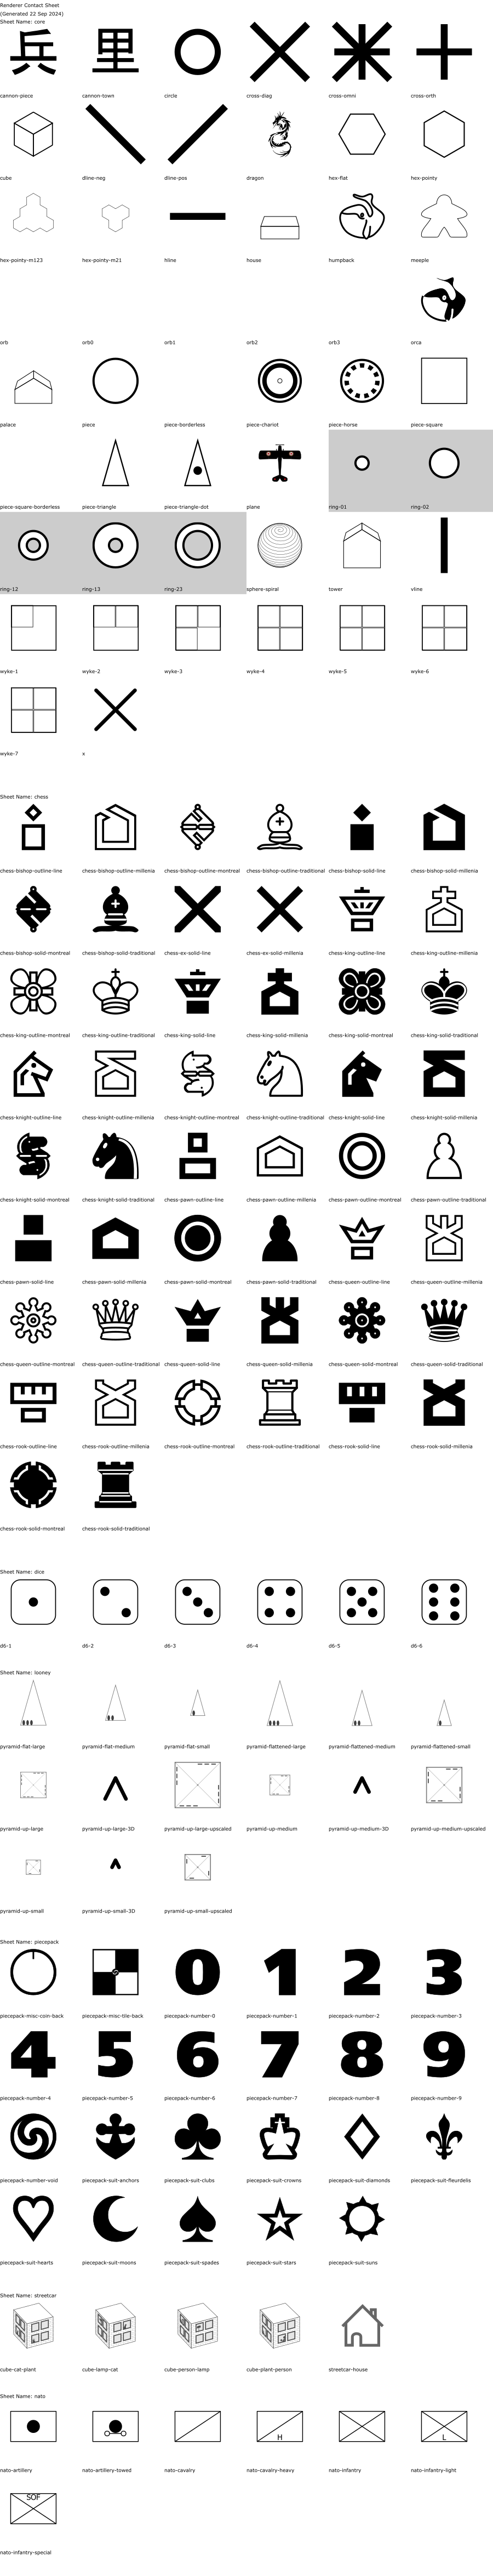 Renderer Contact Sheet
(Generated 22 Sep 2024)
Sheet Name: core
兵 里
cannon-piece cannon-town circle cross-diag cross-omni cross-orth
cube dline-neg dline-pos dragon hex-flat hex-pointy
hex-pointy-m123 hex-pointy-m21 hline house humpback meeple
orb orb0 orb1 orb2 orb3 orca
palace piece piece-borderless piece-chariot piece-horse piece-square
piece-square-borderless piece-triangle piece-triangle-dot plane ring-01 ring-02
ring-12 ring-13 ring-23 sphere-spiral tower vline
wyke-1 wyke-2 wyke-3 wyke-4 wyke-5 wyke-6
wyke-7 x
Sheet Name: chess
chess-bishop-outline-line chess-bishop-outline-millenia chess-bishop-outline-montreal chess-bishop-outline-traditional chess-bishop-solid-line chess-bishop-solid-millenia
chess-bishop-solid-montreal chess-bishop-solid-traditional chess-ex-solid-line chess-ex-solid-millenia chess-king-outline-line chess-king-outline-millenia
chess-king-outline-montreal chess-king-outline-traditional chess-king-solid-line chess-king-solid-millenia chess-king-solid-montreal chess-king-solid-traditional
chess-knight-outline-line chess-knight-outline-millenia chess-knight-outline-montreal chess-knight-outline-traditional chess-knight-solid-line chess-knight-solid-millenia
chess-knight-solid-montreal chess-knight-solid-traditional chess-pawn-outline-line chess-pawn-outline-millenia chess-pawn-outline-montreal chess-pawn-outline-traditional
chess-pawn-solid-line chess-pawn-solid-millenia chess-pawn-solid-montreal chess-pawn-solid-traditional chess-queen-outline-line chess-queen-outline-millenia
chess-queen-outline-montreal chess-queen-outline-traditional chess-queen-solid-line chess-queen-solid-millenia chess-queen-solid-montreal chess-queen-solid-traditional
chess-rook-outline-line chess-rook-outline-millenia chess-rook-outline-montreal chess-rook-outline-traditional chess-rook-solid-line chess-rook-solid-millenia
chess-rook-solid-montreal chess-rook-solid-traditional
Sheet Name: dice
d6-1 d6-2 d6-3 d6-4 d6-5 d6-6
Sheet Name: looney
pyramid-flat-large pyramid-flat-medium pyramid-flat-small pyramid-flattened-large pyramid-flattened-medium pyramid-flattened-small
pyramid-up-large pyramid-up-large-3D pyramid-up-large-upscaled pyramid-up-medium pyramid-up-medium-3D pyramid-up-medium-upscaled
pyramid-up-small pyramid-up-small-3D pyramid-up-small-upscaled
Sheet Name: piecepack
0 1 2 3
piecepack-misc-coin-back piecepack-misc-tile-back piecepack-number-0 piecepack-number-1 piecepack-number-2 piecepack-number-3
4 5 6 7 8 9
piecepack-number-4 piecepack-number-5 piecepack-number-6 piecepack-number-7 piecepack-number-8 piecepack-number-9
piecepack-number-void piecepack-suit-anchors piecepack-suit-clubs piecepack-suit-crowns piecepack-suit-diamonds piecepack-suit-fleurdelis
piecepack-suit-hearts piecepack-suit-moons piecepack-suit-spades piecepack-suit-stars piecepack-suit-suns
Sheet Name: streetcar
cube-cat-plant cube-lamp-cat cube-person-lamp cube-plant-person streetcar-house
Sheet Name: nato
H L
nato-artillery nato-artillery-towed nato-cavalry nato-cavalry-heavy nato-infantry nato-infantry-light
SOF
nato-infantry-special